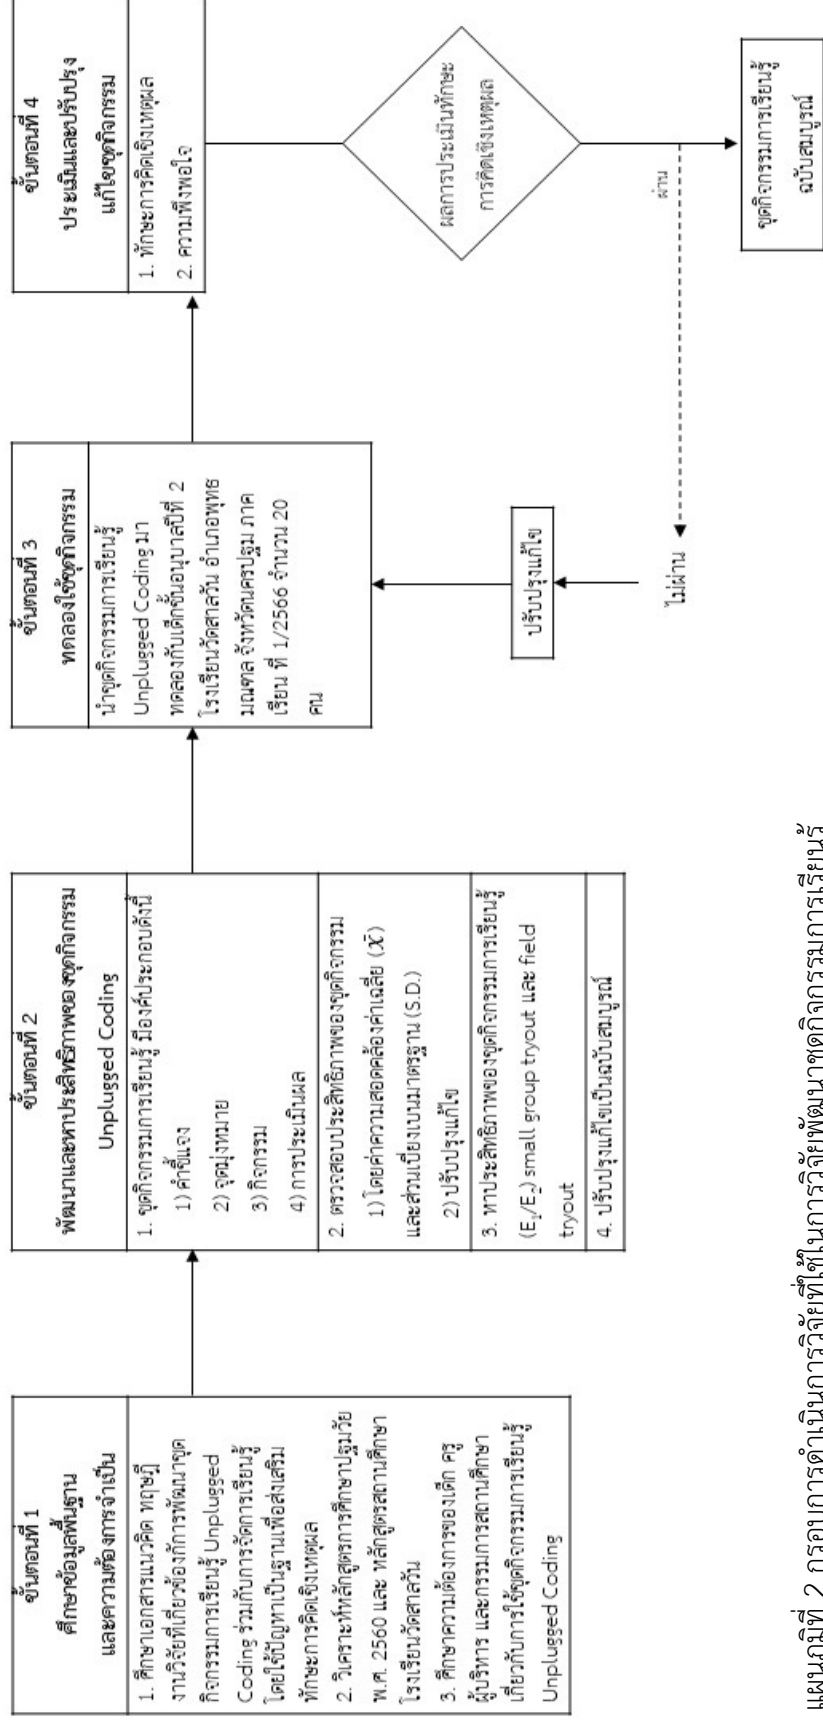 ขั้นตอนที่ 1
ศึกษาข้อมูลพื้นฐาน
และความต้องการจำเป็น
1. ศึกษาเอกสารแนวคิด ทฤษฎี
งานวิจัยที่เกี่ยวข้องกับการพัฒนาชุด
กิจกรรมการเรียนรู้ Unplugged
Coding ร่วมกับการจัดการเรียนรู้
โดยใช้ปัญหาเป็นฐานเพื่อส่งเสริม
ทักษะการคิดเชิงเหตุผล
2. วิเคราะห์หลักสูตรการศึกษาปฐมวัย
พ.ศ. 2560 และ หลักสูตรสถานศึกษา
โรงเรียนวัดสาลวัน
3. ศึกษาความต้องการของเด็ก ครู
ผู้บริหาร และกรรมการสถานศึกษา
เกี่ยวกับการใช้ชุดกิจกรรมการเรียนรู้
Unplugged Coding
ขั้นตอนที่ 2
พัฒนาและหาประสิทธิภาพของชุดกิจกรรม
Unplugged Coding
1. ชุดกิจกรรมการเรียนรู้ มีองค์ประกอบดังนี้
1) คำชี้แจง
2) จุดมุ่งหมาย
3) กิจกรรม
4) การประเมินผล
2. ตรวจสอบประสิทธิภาพของชุดกิจกรรม
1) โดยค่าความสอดคล้องค่าเฉลี่ย (X̄)
และส่วนเบี่ยงเบนมาตรฐาน (S.D.)
2) ปรับปรุงแก้ไข
3. หาประสิทธิภาพของชุดกิจกรรมการเรียนรู้
(E₁/E₂) small group tryout และ field
tryout
4. ปรับปรุงแก้ไขเป็นฉบับสมบูรณ์
ขั้นตอนที่ 3
ทดลองใช้ชุดกิจกรรม
นำชุดกิจกรรมการเรียนรู้
Unplugged Coding มา
ทดลองกับเด็กชั้นอนุบาลปีที่ 2
โรงเรียนวัดสาลวัน อำเภอพุทธ
มณฑล จังหวัดนครปฐม ภาค
เรียน ที่ 1/2566 จำนวน 20
คน
ปรับปรุงแก้ไข
ไม่ผ่าน
ขั้นตอนที่ 4
ประเมินและปรับปรุง
แก้ไขชุดกิจกรรม
1. ทักษะการคิดเชิงเหตุผล
2. ความพึงพอใจ
ผลการประเมินทักษะ
การคิดเชิงเหตุผล
ผ่าน
ชุดกิจกรรมการเรียนรู้
ฉบับสมบูรณ์
แผนภูมิที่ 2 กรอบการดำเนินการวิจัยที่ใช้ในการวิจัยพัฒนาชุดกิจกรรมการเรียนรู้